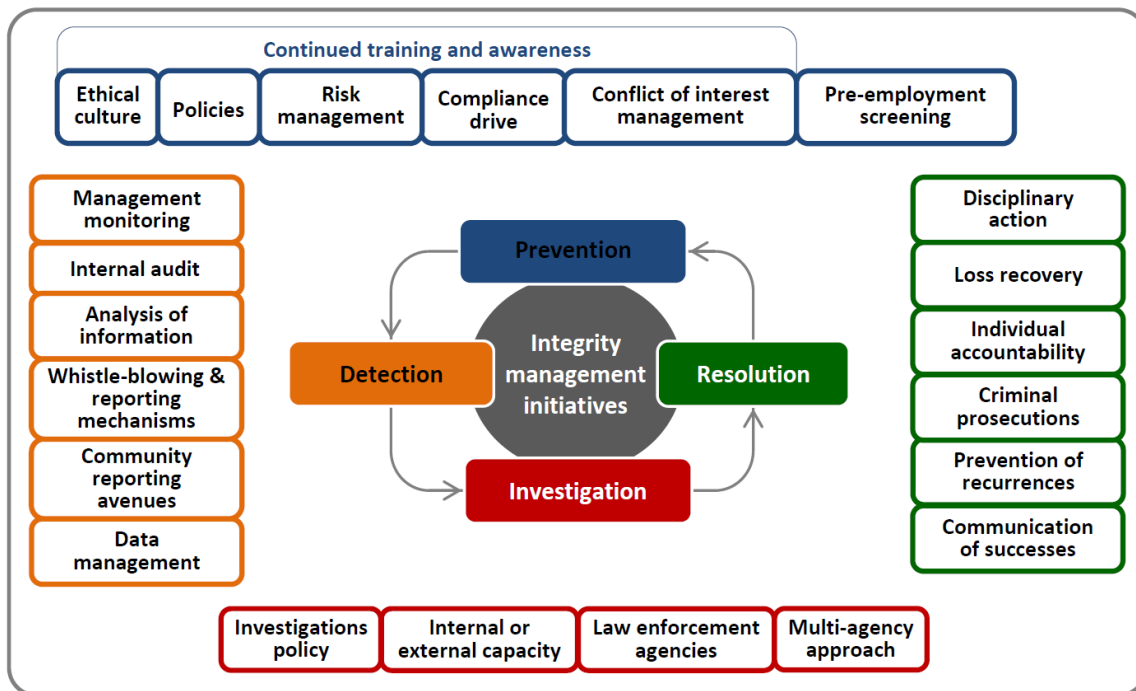 Continued training and awareness
Ethical
culture
Policies
Risk
management
Compliance
drive
Conflict of interest
management
Pre-employment
screening
Management
monitoring
Internal audit
Analysis of
information
Whistle-blowing &
reporting
mechanisms
Community
reporting
avenues
Data
management
Prevention
Detection
Integrity
management
initiatives
Resolution
Investigation
Disciplinary
action
Loss recovery
Individual
accountability
Criminal
prosecutions
Prevention of
recurrences
Communication
of successes
Investigations
policy
Internal or
external capacity
Law enforcement
agencies
Multi-agency
approach